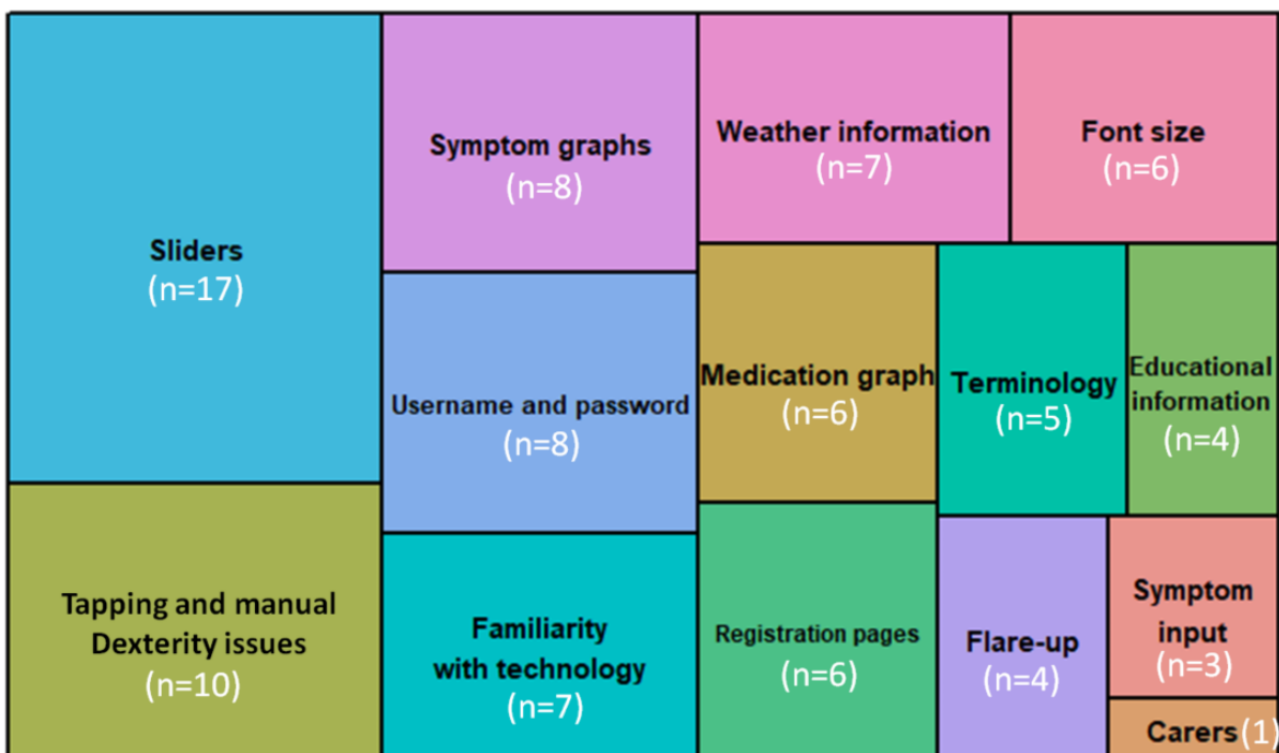 Sliders
(n=17)
Tapping and manual
Dexterity issues
(n=10)
Symptom graphs
(n=8)
Username and password
(n=8)
Familiarity
with technology
(n=7)
Weather information
(n=7)
Font size
(n=6)
Medication graph
(n=6)
Terminology
(n=5)
Educational
information
(n=4)
Registration pages
(n=6)
Flare-up
(n=4)
Symptom
input
(n=3)
Carers (1)